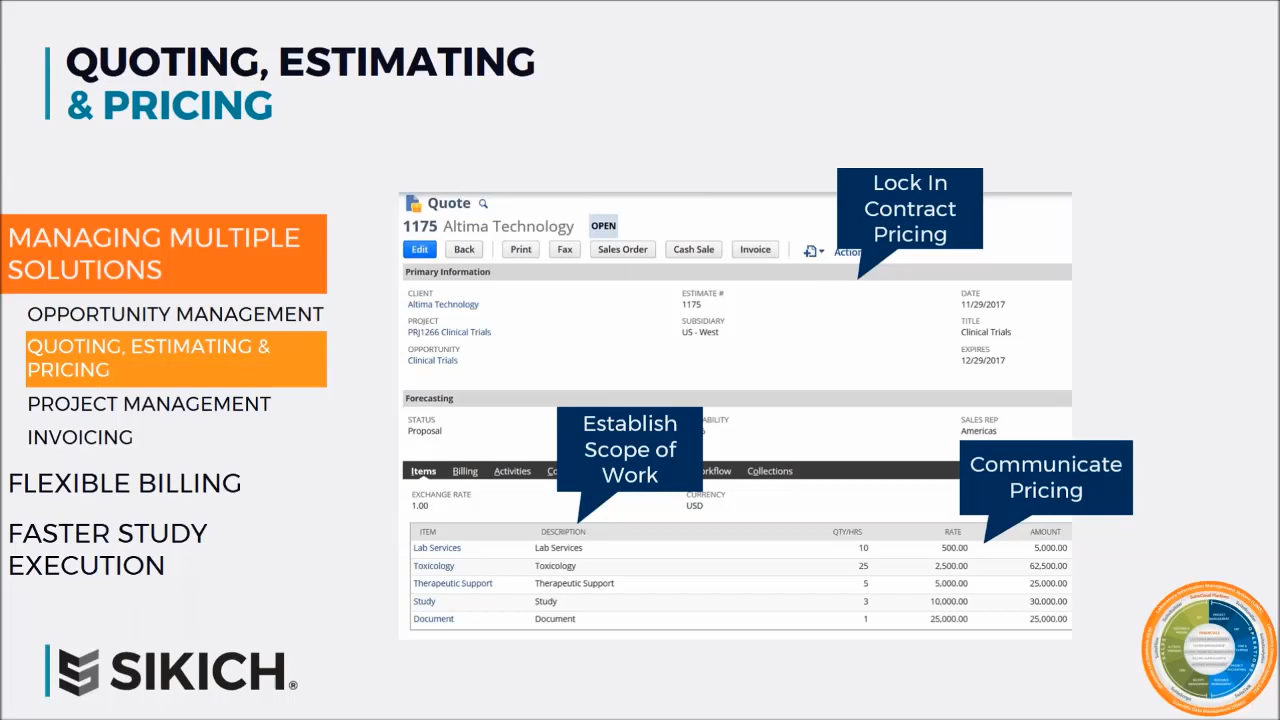 QUOTING, ESTIMATING
& PRICING
MANAGING MULTIPLE
SOLUTIONS
OPPORTUNITY MANAGEMENT
QUOTING, ESTIMATING &
PRICING
PROJECT MANAGEMENT
INVOICING
FLEXIBLE BILLING
FASTER STUDY
EXECUTION
SIKICH®
Quote
1175 Altima Technology OPEN
Edit Back Print Fax Sales Order Cash Sale Invoice
Lock In
Contract
Pricing
Primary Information
CLIENT ESTIMATE # DATE
Altima Technology 1175 11/29/2017
PROJECT SUBSIDIARY TITLE
PRJ1266 Clinical Trials US - West Clinical Trials
OPPORTUNITY EXPIRES
Clinical Trials 12/29/2017
Forecasting
STATUS SALES REP
Proposal Americas
Establish
Scope of
Work
Communicate
Pricing
Items Billing Activities Collections
EXCHANGE RATE CURRENCY
1.00 USD
ITEM DESCRIPTION QTY/HRS RATE AMOUNT
Lab Services Lab Services 10 500.00 5,000.00
Toxicology Toxicology 25 2,500.00 62,500.00
Therapeutic Support Therapeutic Support 5 5,000.00 25,000.00
Study Study 3 10,000.00 30,000.00
Document Document 1 25,000.00 25,000.00
FINANCIALS